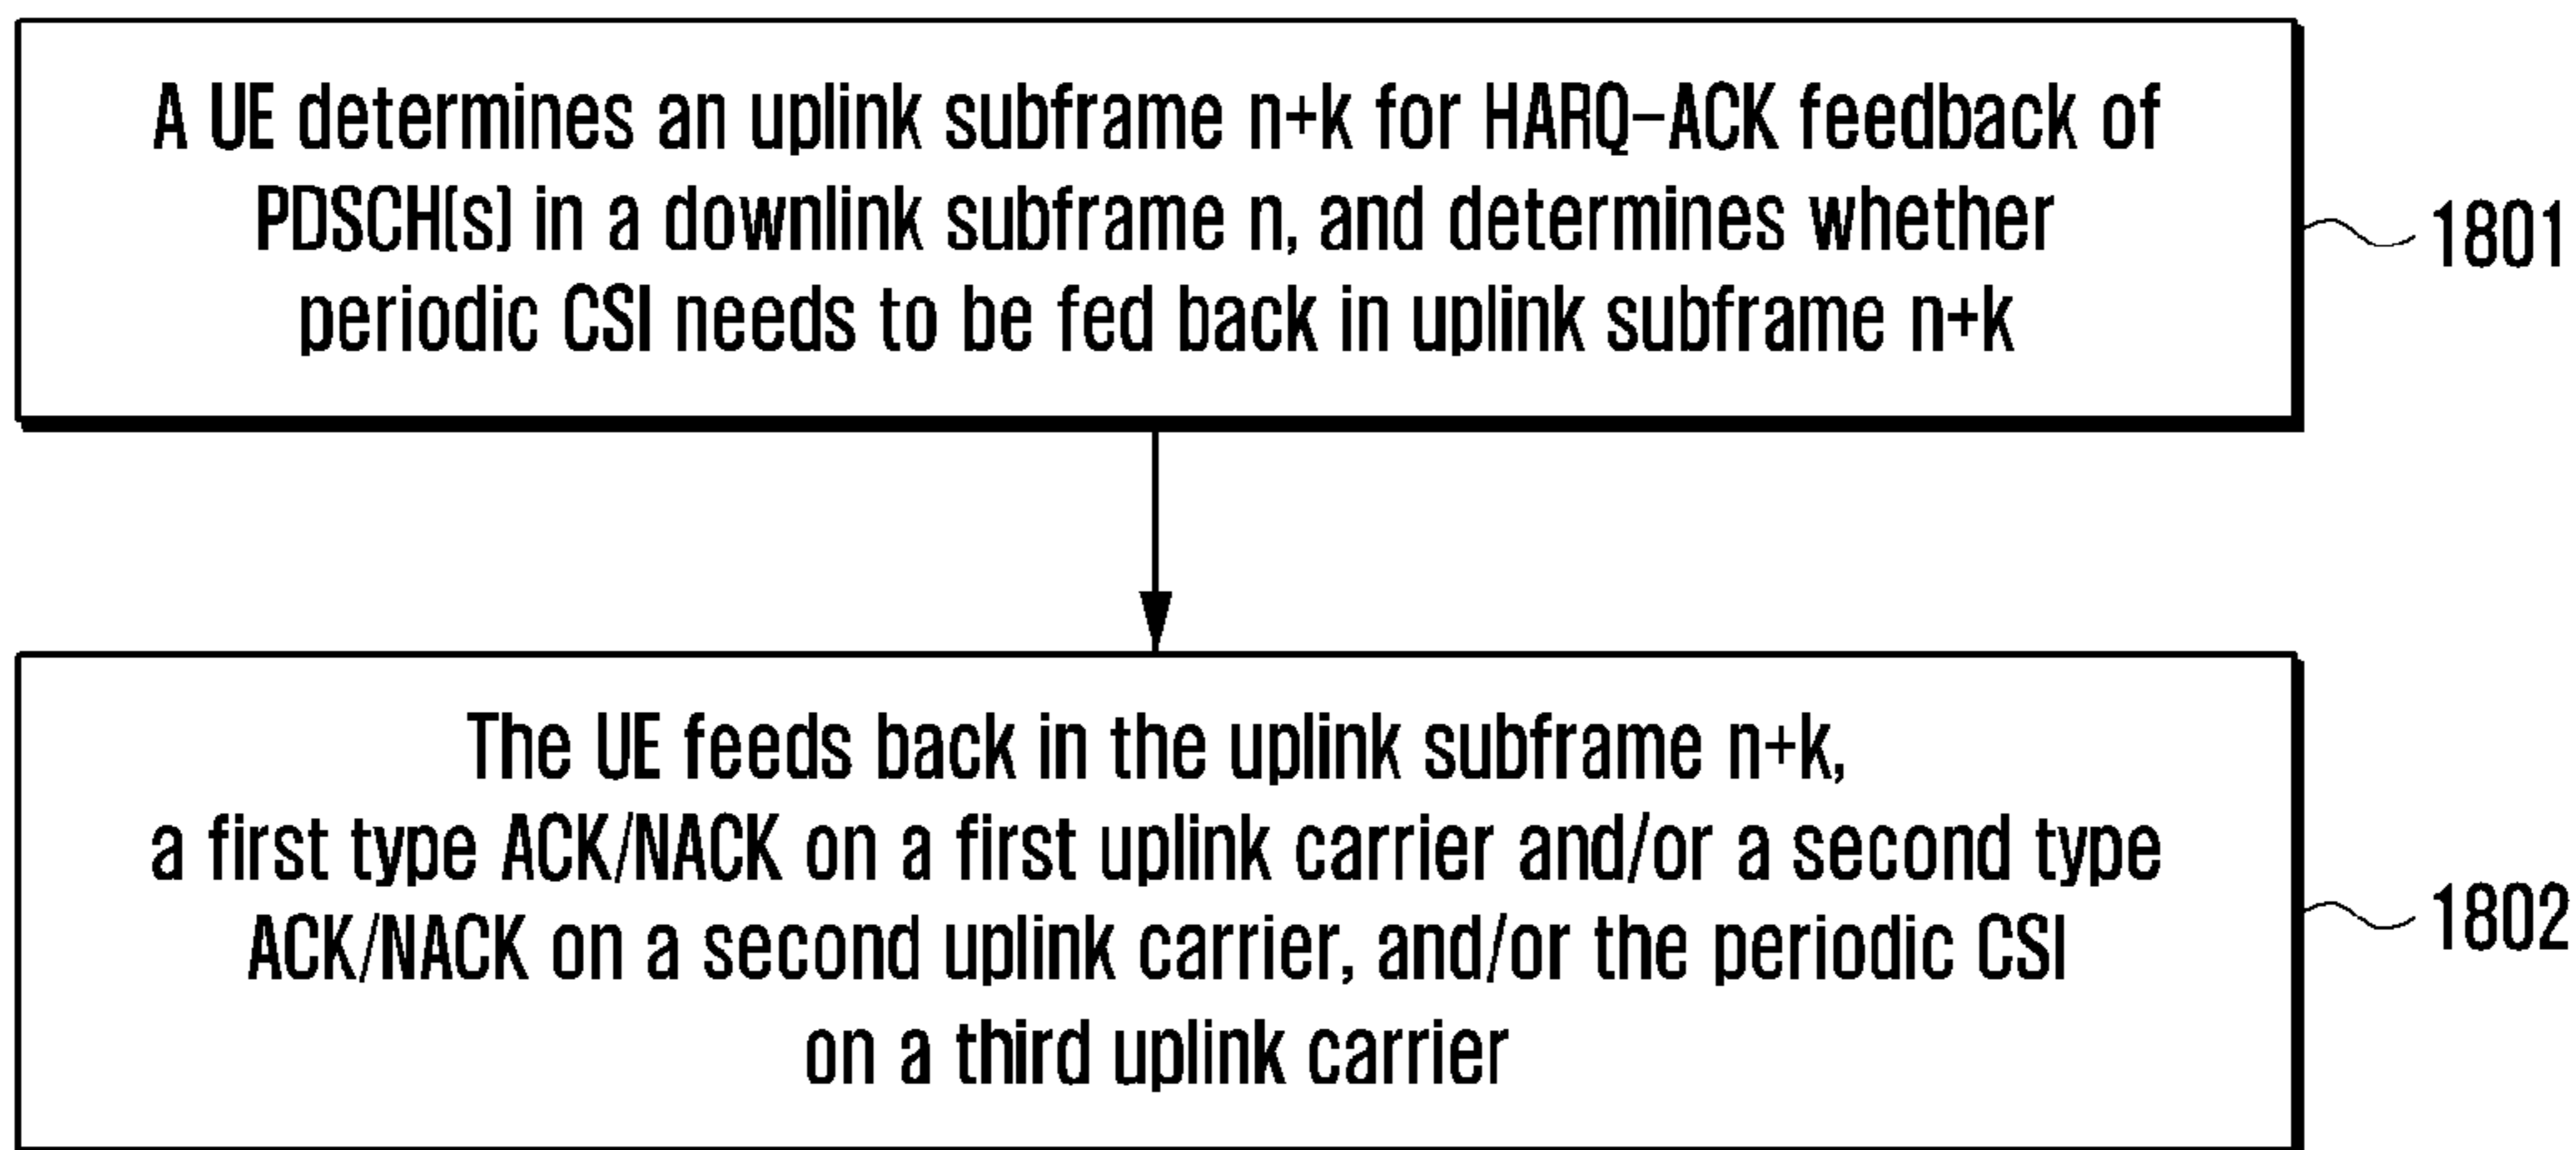 A UE determines an uplink subframe n+k for HARQ-ACK feedback of
PDSCH(s) in a downlink subframe n, and determines whether
periodic CSI needs to be fed back in uplink subframe n+k
1801
The UE feeds back in the uplink subframe n+k,
a first type ACK/NACK on a first uplink carrier and/or a second type
ACK/NACK on a second uplink carrier, and/or the periodic CSI
on a third uplink carrier
1802